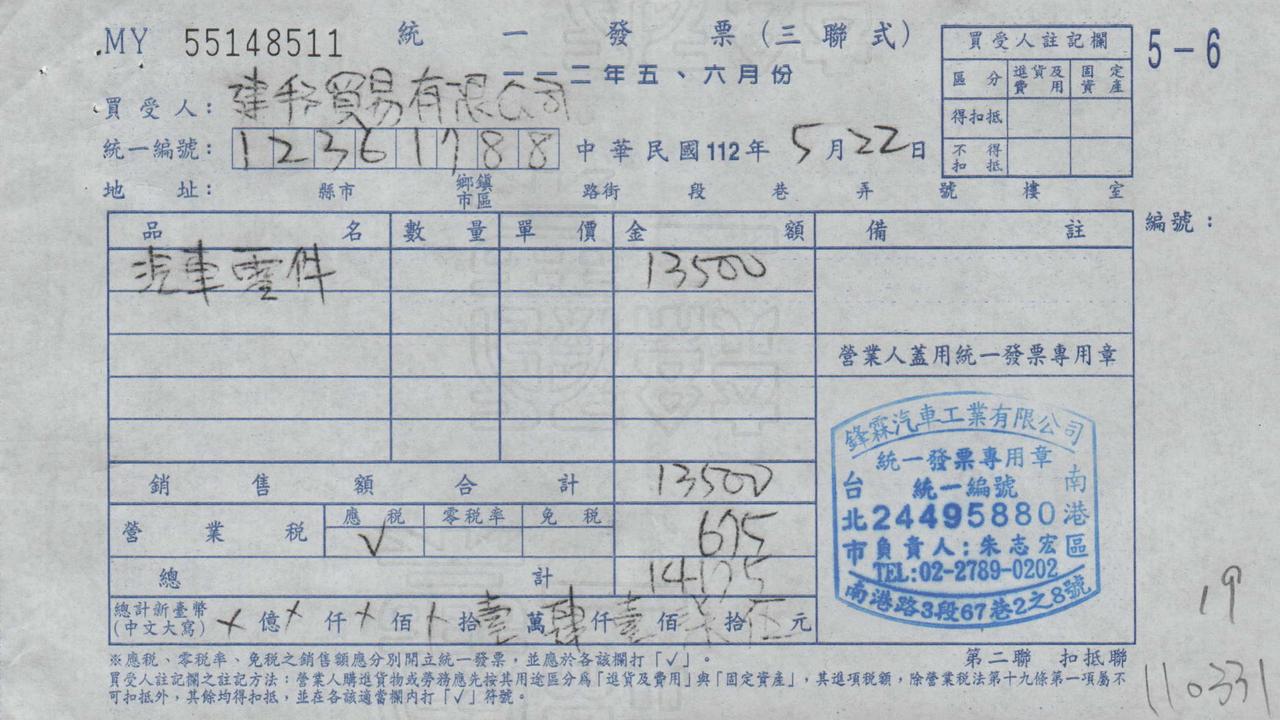 MY 55148511 統一發票(三聯式) 5-6
一一二年五、六月份
買受人: 建 貿易有限公司
統一編號: 12361788 中華民國112年5月22日
地址: 縣市 鄉鎮市區 路街 段 巷 弄 號 樓 室
買受人註記欄
區分 進貨及費用 固定資產
得扣抵
不得扣抵
編號:
品名 數量 單價 金額 備註
汽車零件 13500
營業人蓋用統一發票專用章
銷售額合計 13500
營業稅 應稅 零稅率 免稅
√ 675
總計 14175
總計新臺幣(中文大寫) × 億 × 仟 × 佰 × 拾 壹 萬 肆 仟 壹 佰 柒 拾 伍 元
鋒霖汽車工業有限公司
統一發票專用章
統一編號
24495880
負責人:朱志宏
TEL:02-2789-0202
台北市南港區
南港路3段67巷2之8號
19
110331
※應稅、零稅率、免稅之銷售額應分別開立統一發票,並應於各該欄打「√」。
第二聯 扣抵聯
買受人註記欄之註記方法:營業人購進貨物或勞務應先按其用途區分為「進貨及費用」與「固定資產」,其進項稅額,除營業稅法第十九條第一項屬不
可扣抵外,其餘均得扣抵,並在各該適當欄內打「√」符號。